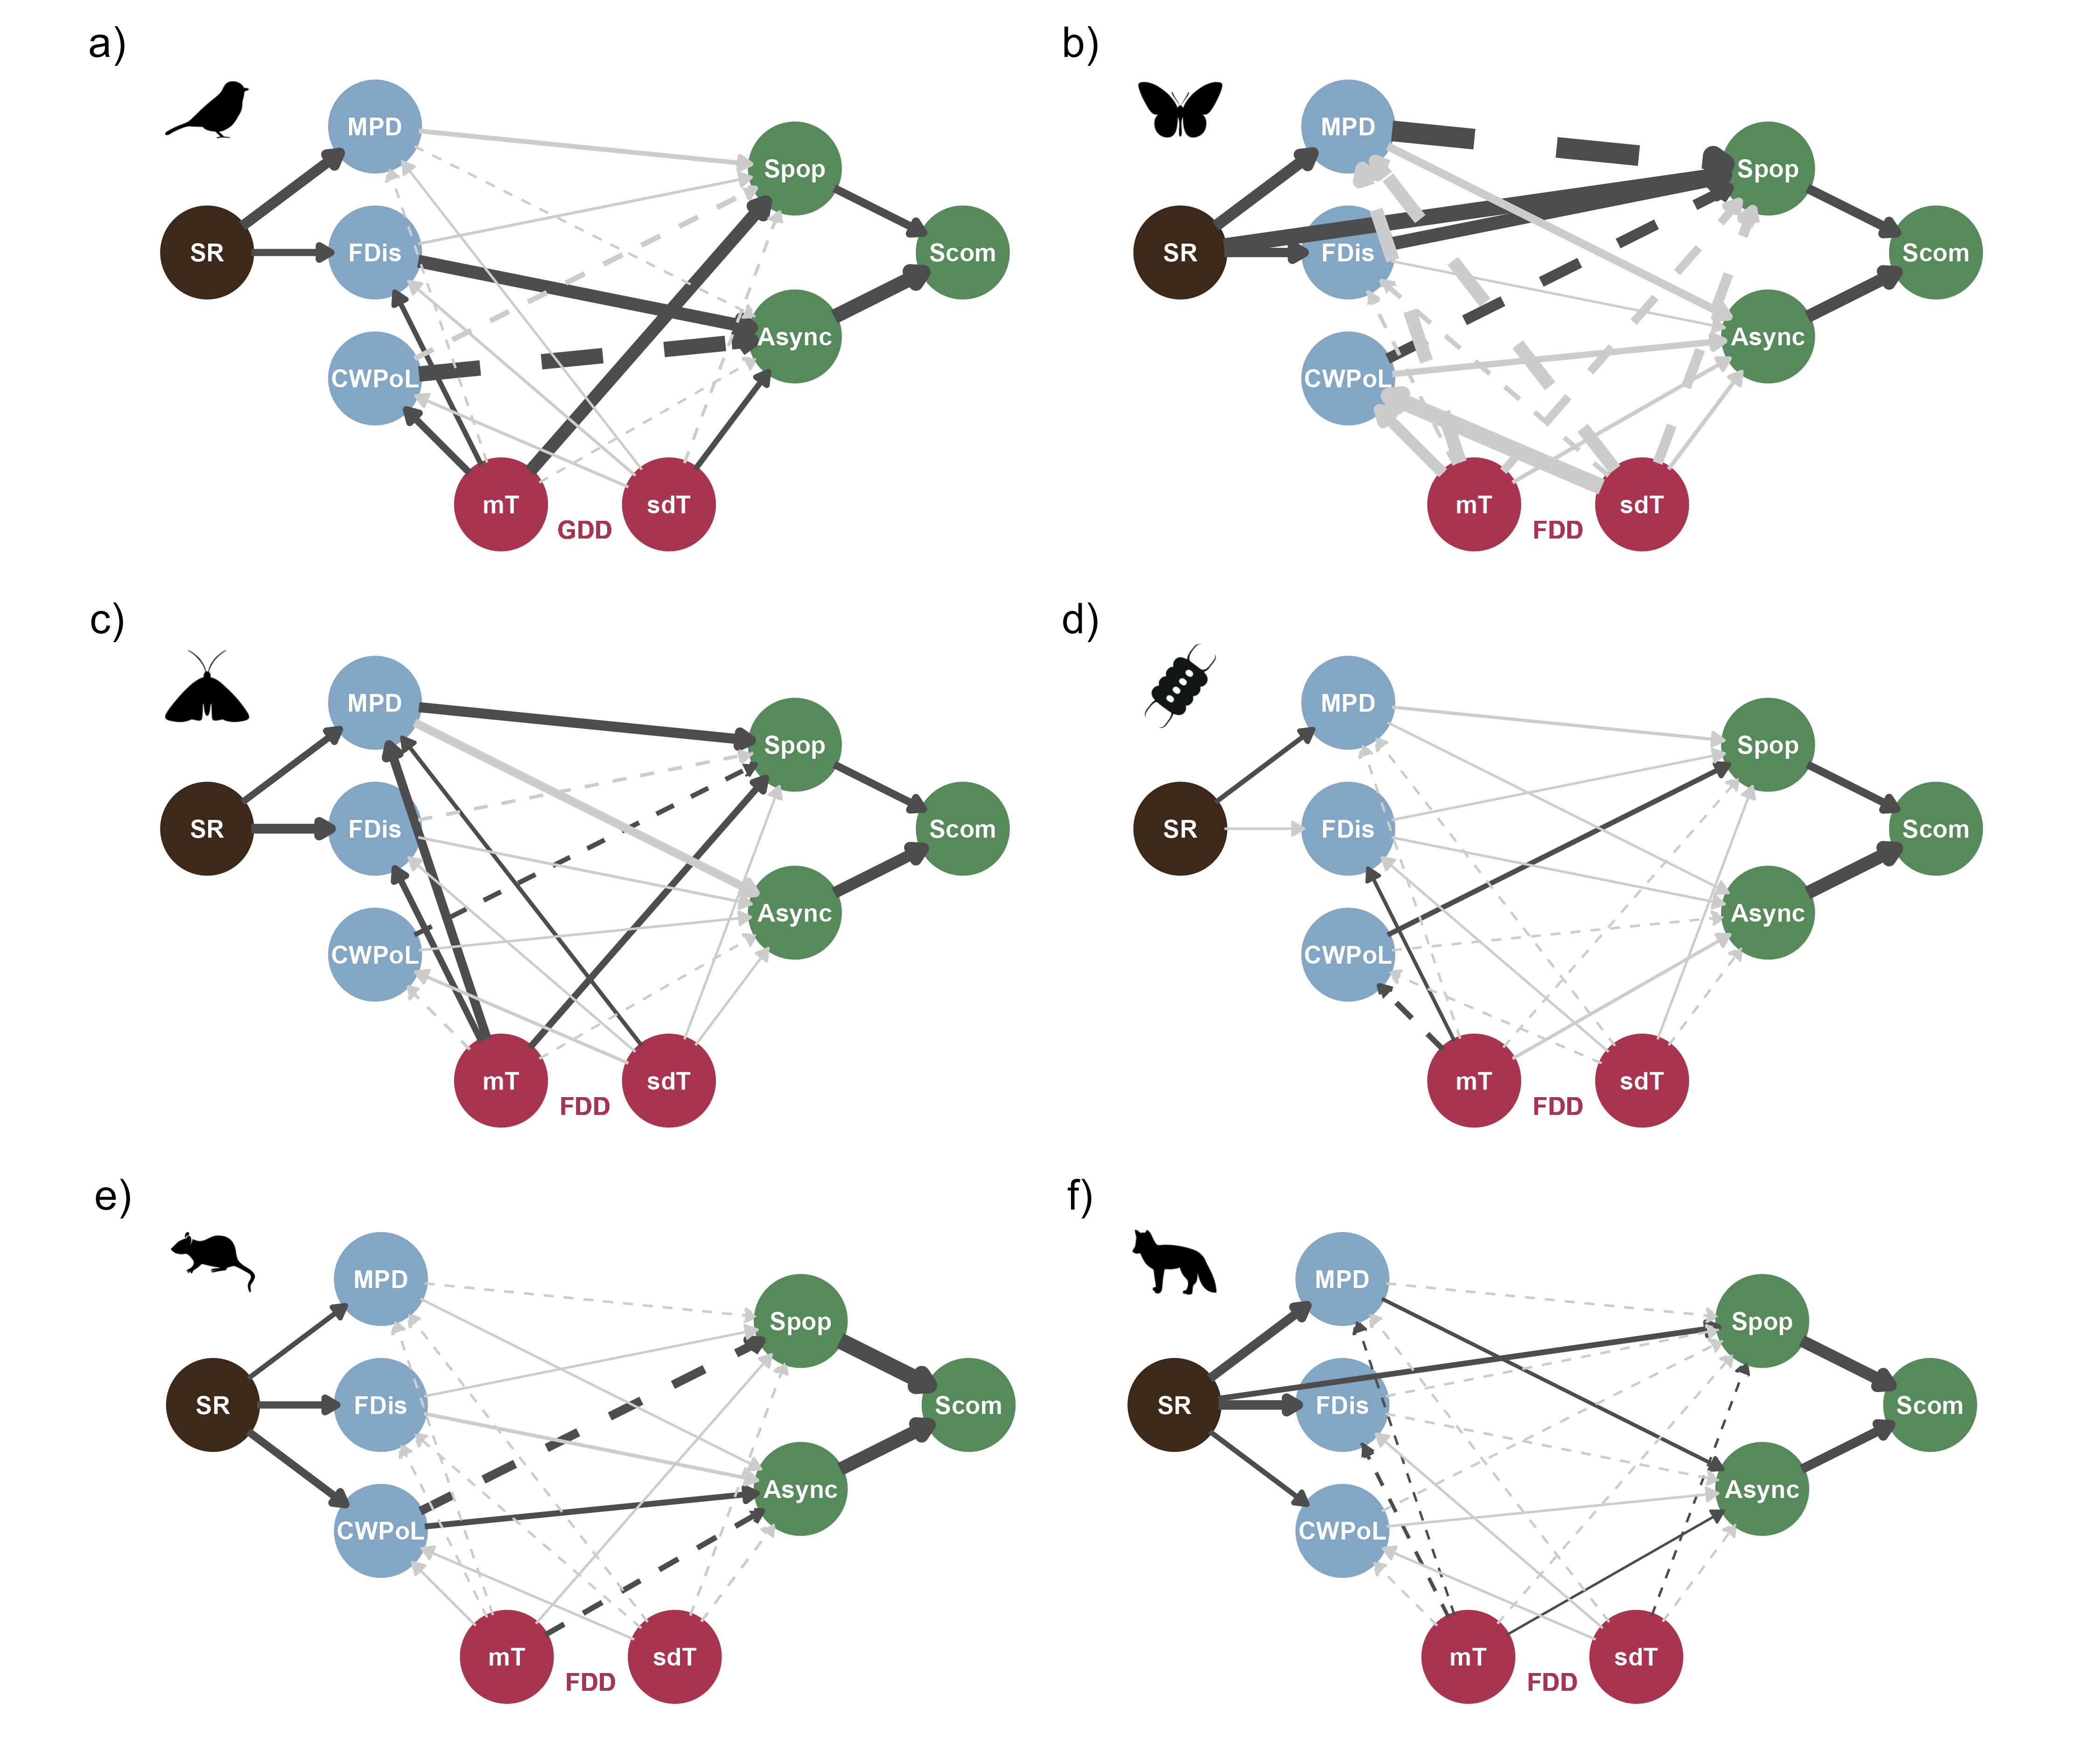 a)
MPD
Spop
SR
FDis
Scom
Async
CWPoL
mT
sdT
GDD
b)
MPD
Spop
SR
FDis
Scom
Async
CWPoL
mT
sdT
FDD
c)
MPD
Spop
SR
FDis
Scom
Async
CWPoL
mT
sdT
FDD
d)
MPD
Spop
SR
FDis
Scom
Async
CWPoL
mT
sdT
FDD
e)
MPD
Spop
SR
FDis
Scom
Async
CWPoL
mT
sdT
FDD
f)
MPD
Spop
SR
FDis
Scom
Async
CWPoL
mT
sdT
FDD